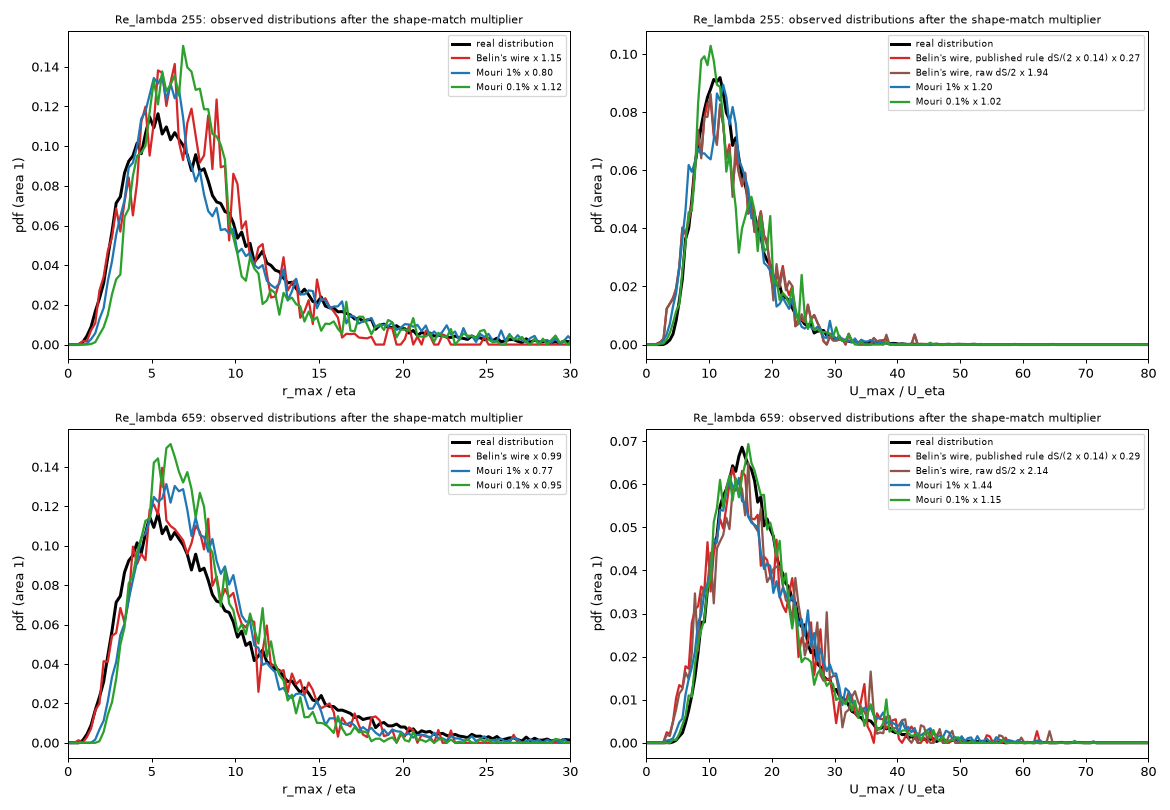 Re_lambda 255: observed distributions after the shape-match multiplier
real distribution
Belin's wire x 1.15
Mouri 1% x 0.80
Mouri 0.1% x 1.12
pdf (area 1)
0.14
0.12
0.10
0.08
0.06
0.04
0.02
0.00
0 5 10 15 20 25 30
r_max / eta
Re_lambda 255: observed distributions after the shape-match multiplier
real distribution
Belin's wire, published rule dS/(2 x 0.14) x 0.27
Belin's wire, raw dS/2 x 1.94
Mouri 1% x 1.20
Mouri 0.1% x 1.02
pdf (area 1)
0.10
0.08
0.06
0.04
0.02
0.00
0 10 20 30 40 50 60 70 80
U_max / U_eta
Re_lambda 659: observed distributions after the shape-match multiplier
real distribution
Belin's wire x 0.99
Mouri 1% x 0.77
Mouri 0.1% x 0.95
pdf (area 1)
0.14
0.12
0.10
0.08
0.06
0.04
0.02
0.00
0 5 10 15 20 25 30
r_max / eta
Re_lambda 659: observed distributions after the shape-match multiplier
real distribution
Belin's wire, published rule dS/(2 x 0.14) x 0.29
Belin's wire, raw dS/2 x 2.14
Mouri 1% x 1.44
Mouri 0.1% x 1.15
pdf (area 1)
0.07
0.06
0.05
0.04
0.03
0.02
0.01
0.00
0 10 20 30 40 50 60 70 80
U_max / U_eta